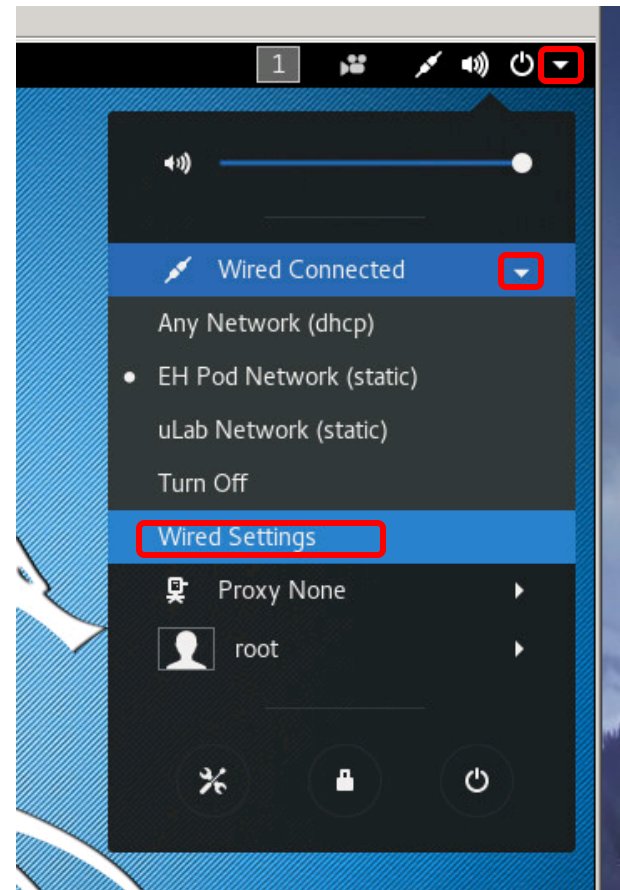 1
Wired Connected
Any Network (dhcp)
EH Pod Network (static)
uLab Network (static)
Turn Off
Wired Settings
Proxy None
root